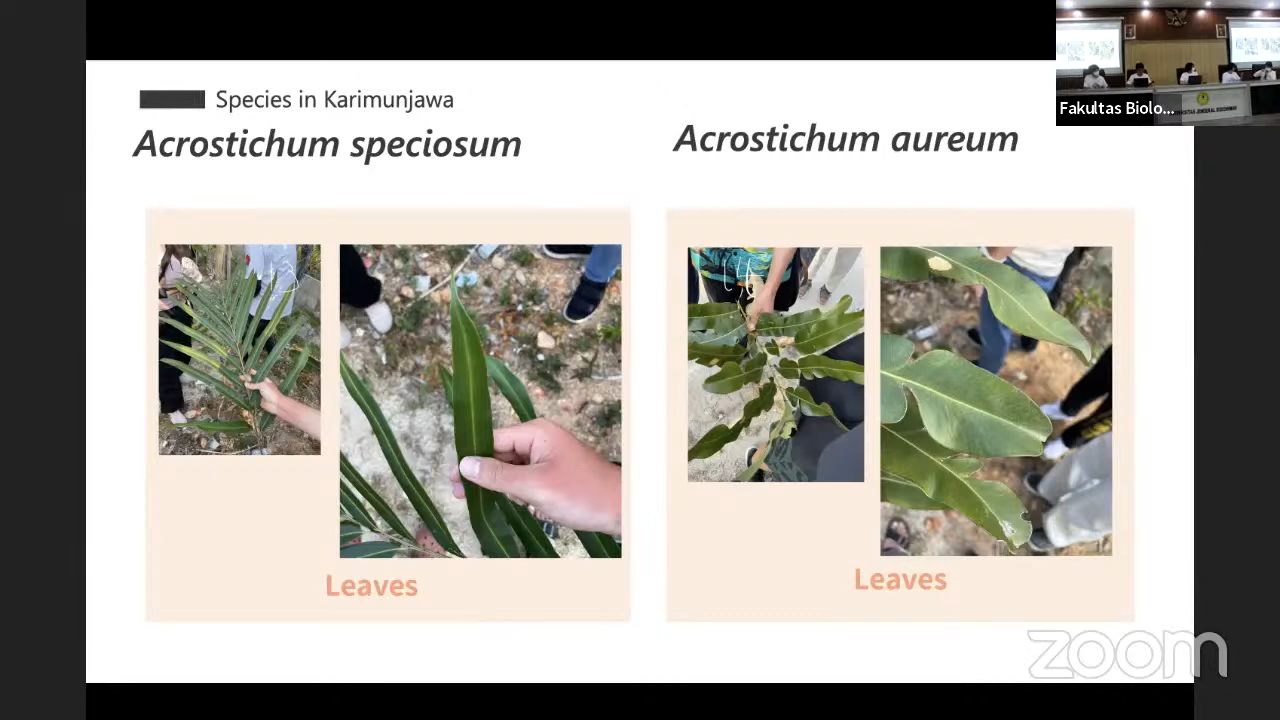 Species in Karimunjawa
Acrostichum speciosum
Acrostichum aureum
Leaves
Leaves
Fakultas Biolo...
zoom